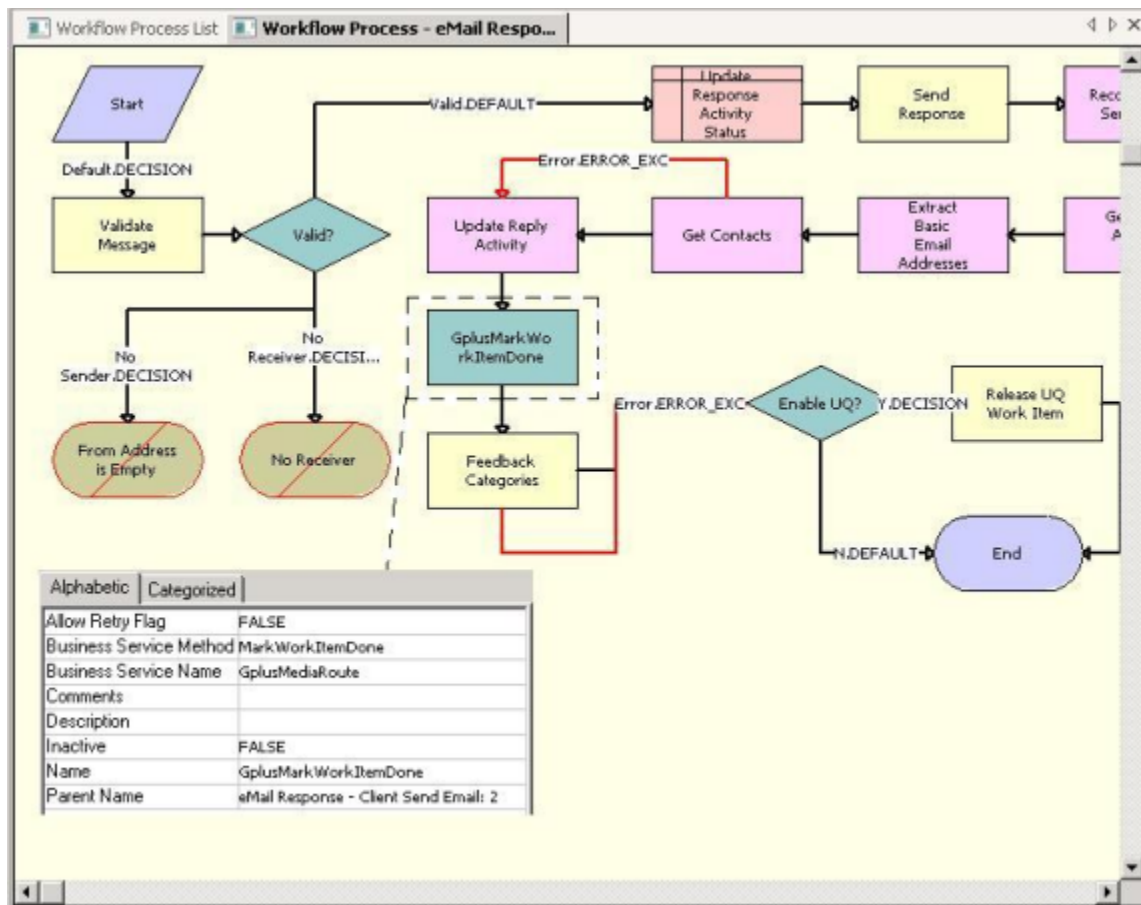 Workflow Process List
Workflow Process - eMail Respo...
Start
Valid.DEFAULT
Update
Response
Activity
Status
Send
Response
Default.DECISION
Error.ERROR_EXC
Validate
Message
Valid?
Update Reply
Activity
Get Contacts
Extract
Basic
Email
Addresses
No
Sender.DECISION
No
Receiver.DECISI...
GplusMarkWo
rkItemDone
Error.ERROR_EXC
Enable UQ?
Y.DECISION
Release UQ
Work Item
From Address
is Empty
No Receiver
Feedback
Categories
N.DEFAULT
End
Alphabetic
Categorized
Allow Retry Flag FALSE
Business Service Method MarkWorkItemDone
Business Service Name GplusMediaRoute
Comments
Description
Inactive FALSE
Name GplusMarkWorkItemDone
Parent Name eMail Response - Client Send Email: 2